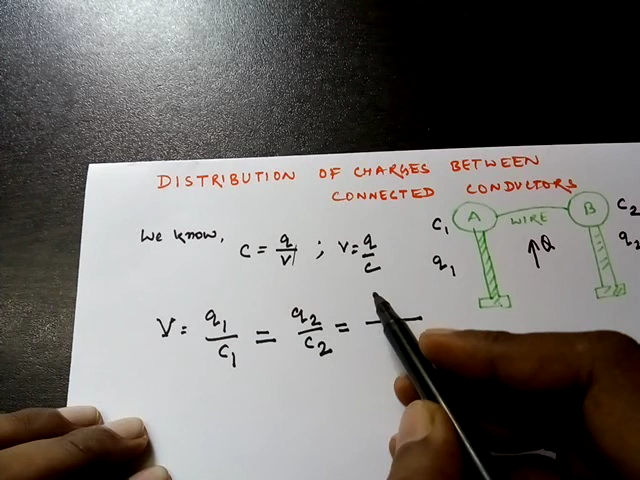 DISTRIBUTION OF CHARGES BETWEEN
CONNECTED CONDUCTORS
We know, C = q/V ; V = q/C
V = q1/C1 = q2/C2 =
C1
q1
A
WIRE
B
↑Q
C2
q2